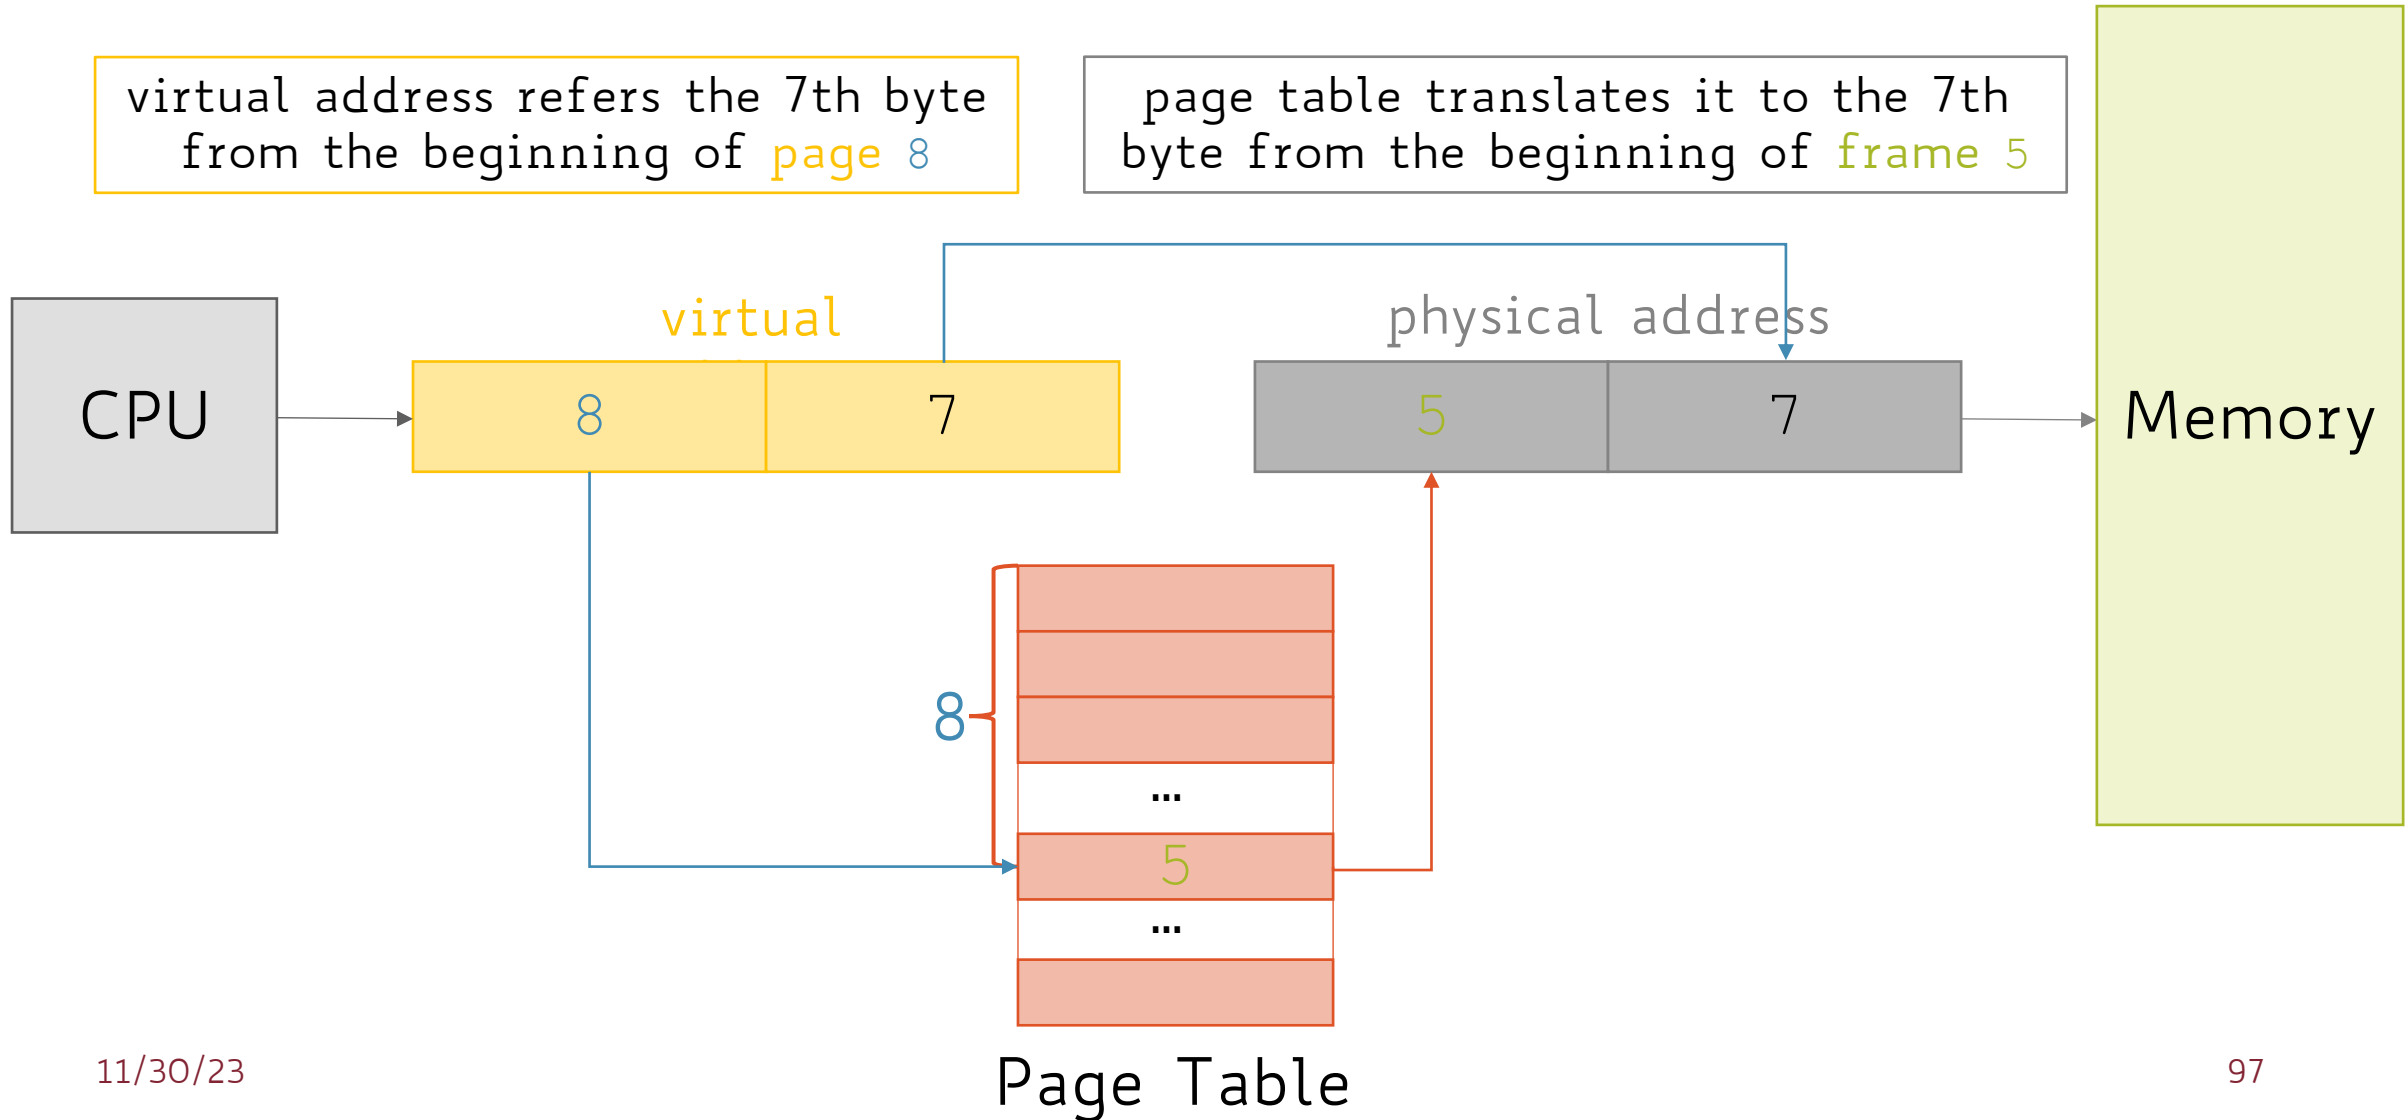 virtual address refers the 7th byte
from the beginning of page 8
page table translates it to the 7th
byte from the beginning of frame 5
virtual
physical address
CPU
8
7
5
7
Memory
8
...
5
...
Page Table
11/30/23
97